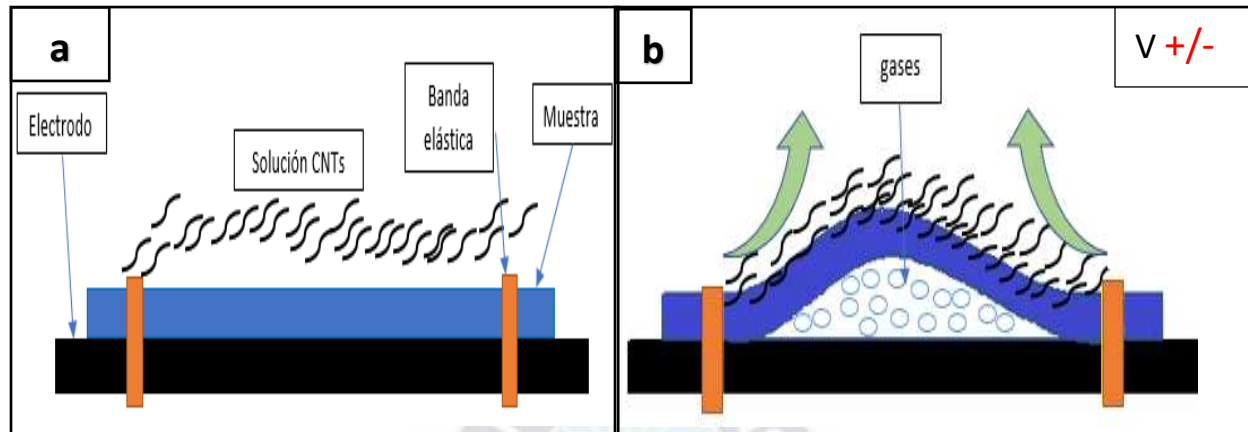 a
Electrodo
Solución CNTs
Banda
elástica
Muestra
b
gases
V +/-